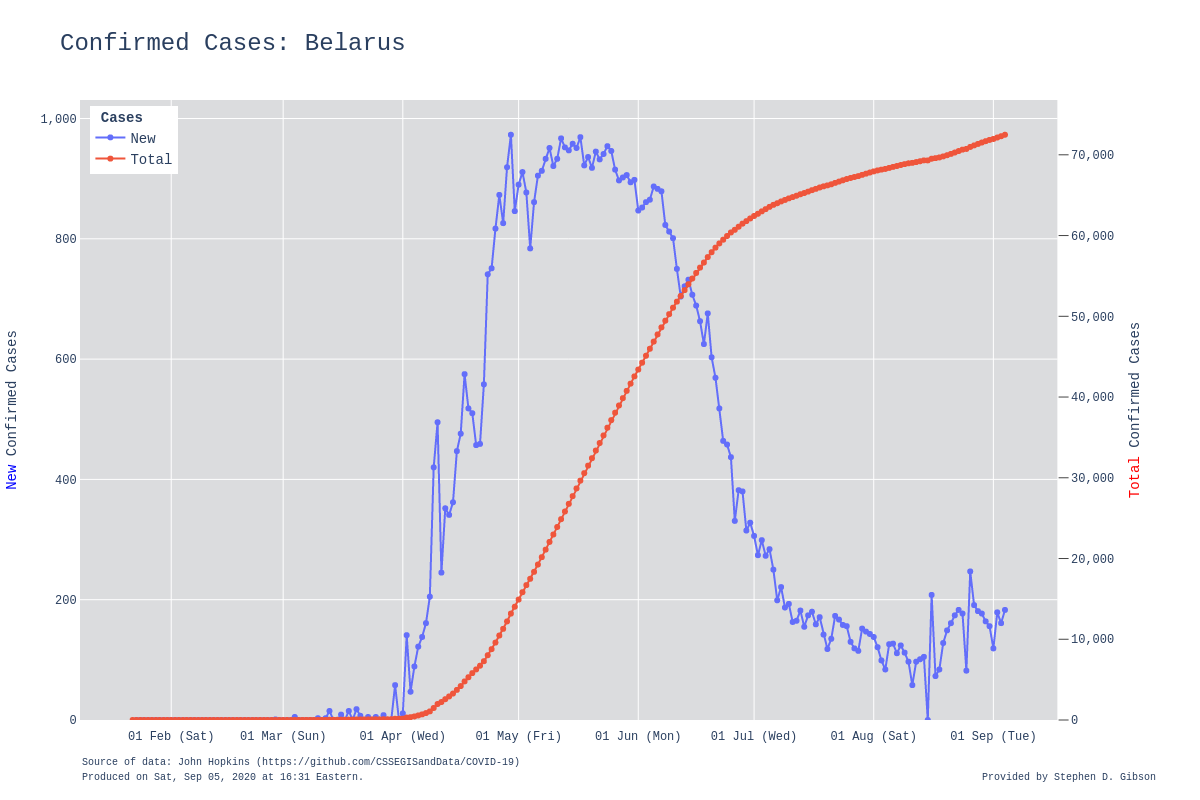 Confirmed Cases: Belarus
Cases
New
Total
1,000
800
600
400
200
0
New Confirmed Cases
70,000
60,000
50,000
40,000
30,000
20,000
10,000
0
Total Confirmed Cases
01 Feb (Sat) 01 Mar (Sun) 01 Apr (Wed) 01 May (Fri) 01 Jun (Mon) 01 Jul (Wed) 01 Aug (Sat) 01 Sep (Tue)
Source of data: John Hopkins (https://github.com/CSSEGISandData/COVID-19)
Produced on Sat, Sep 05, 2020 at 16:31 Eastern.
Provided by Stephen D. Gibson